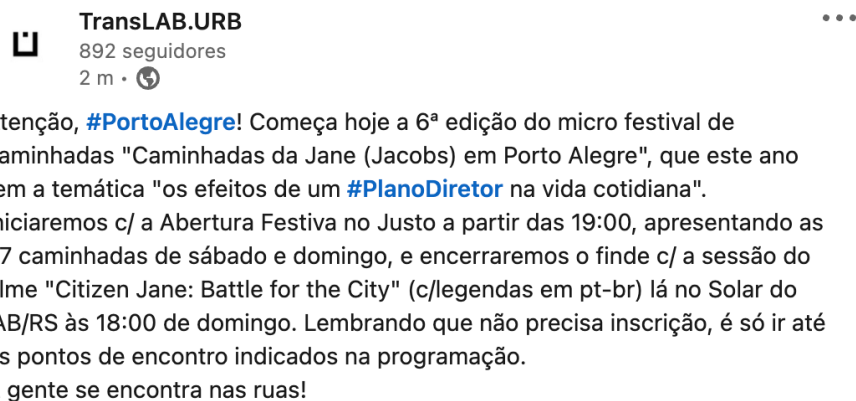 TransLAB.URB
892 seguidores
2 m •
tenção, #PortoAlegre! Começa hoje a 6ª edição do micro festival de
aminhadas "Caminhadas da Jane (Jacobs) em Porto Alegre", que este ano
em a temática "os efeitos de um #PlanoDiretor na vida cotidiana".
niciaremos c/ a Abertura Festiva no Justo a partir das 19:00, apresentando as
7 caminhadas de sábado e domingo, e encerraremos o finde c/ a sessão do
lme "Citizen Jane: Battle for the City" (c/legendas em pt-br) lá no Solar do
AB/RS às 18:00 de domingo. Lembrando que não precisa inscrição, é só ir até
s pontos de encontro indicados na programação.
gente se encontra nas ruas!